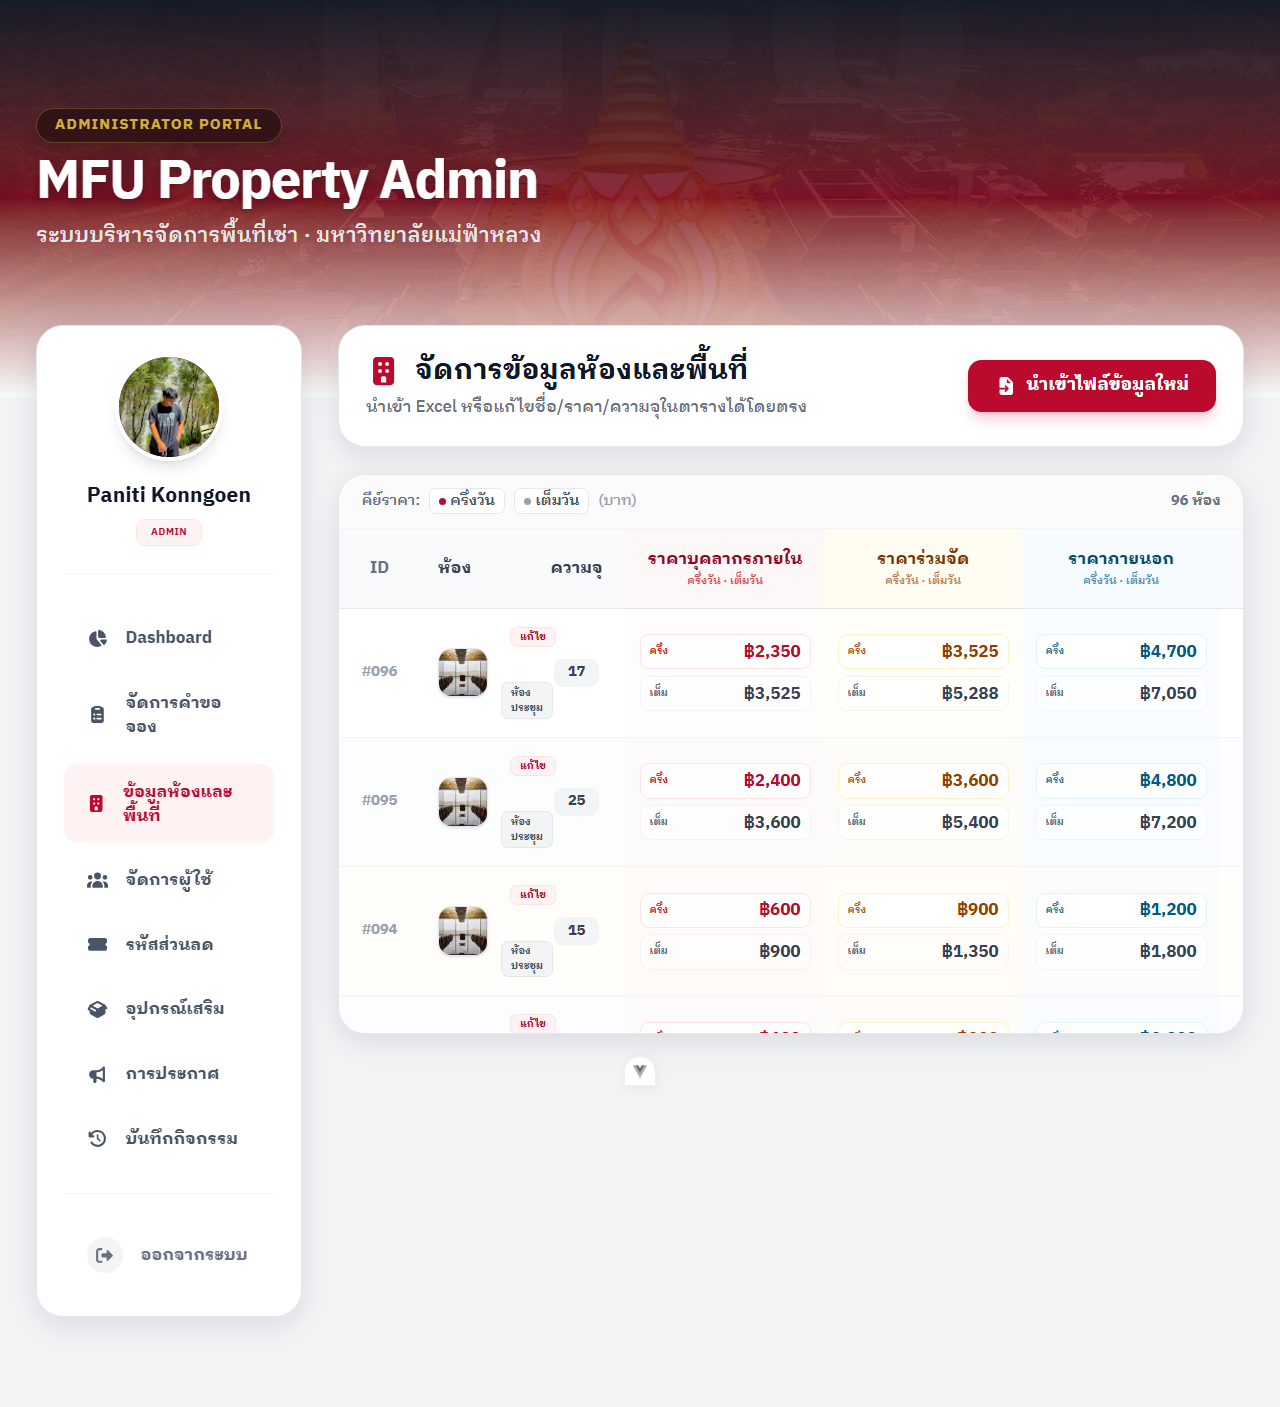 ADMINISTRATOR PORTAL
MFU Property Admin
ระบบบริหารจัดการพื้นที่เช่า · มหาวิทยาลัยแม่ฟ้าหลวง
Paniti Konngoen
ADMIN
Dashboard
จัดการคำขอ
จอง
ข้อมูลห้องและ
พื้นที่
จัดการผู้ใช้
รหัสส่วนลด
อุปกรณ์เสริม
การประกาศ
บันทึกกิจกรรม
ออกจากระบบ
จัดการข้อมูลห้องและพื้นที่
นำเข้า Excel หรือแก้ไขชื่อ/ราคา/ความจุในตารางได้โดยตรง
นำเข้าไฟล์ข้อมูลใหม่
คีย์ราคา: ครึ่งวัน เต็มวัน (บาท) 96 ห้อง
ID ห้อง ความจุ ราคาบุคลากรภายใน ราคาร่วมจัด ราคาภายนอก
ครึ่งวัน · เต็มวัน ครึ่งวัน · เต็มวัน ครึ่งวัน · เต็มวัน
แก้ไข
ครึ่ง ฿2,350 ครึ่ง ฿3,525 ครึ่ง ฿4,700
#096 17
ห้อง
ประชุม
เต็ม ฿3,525 เต็ม ฿5,288 เต็ม ฿7,050
แก้ไข
ครึ่ง ฿2,400 ครึ่ง ฿3,600 ครึ่ง ฿4,800
#095 25
ห้อง
ประชุม
เต็ม ฿3,600 เต็ม ฿5,400 เต็ม ฿7,200
แก้ไข
ครึ่ง ฿600 ครึ่ง ฿900 ครึ่ง ฿1,200
#094 15
ห้อง
ประชุม
เต็ม ฿900 เต็ม ฿1,350 เต็ม ฿1,800
แก้ไข